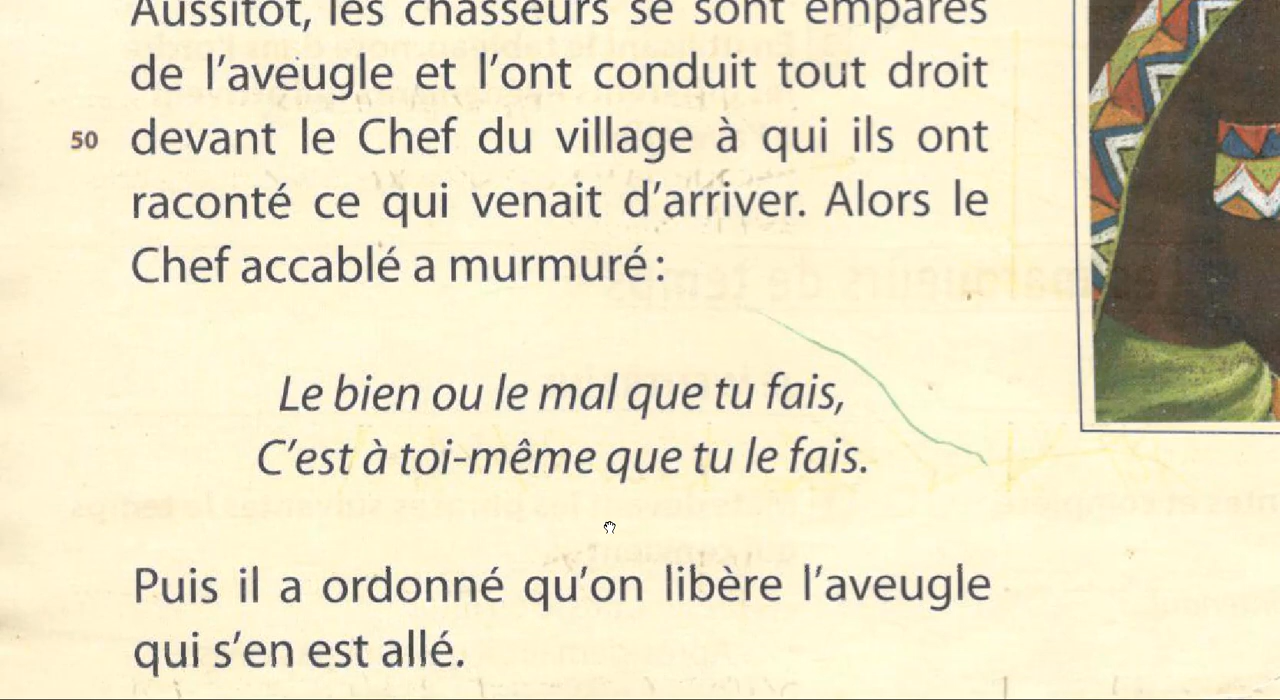 Aussitôt, les chasseurs se sont emparés
de l'aveugle et l'ont conduit tout droit
50 devant le Chef du village à qui ils ont
raconté ce qui venait d'arriver. Alors le
Chef accablé a murmuré :
Le bien ou le mal que tu fais,
C'est à toi-même que tu le fais.
Puis il a ordonné qu'on libère l'aveugle
qui s'en est allé.